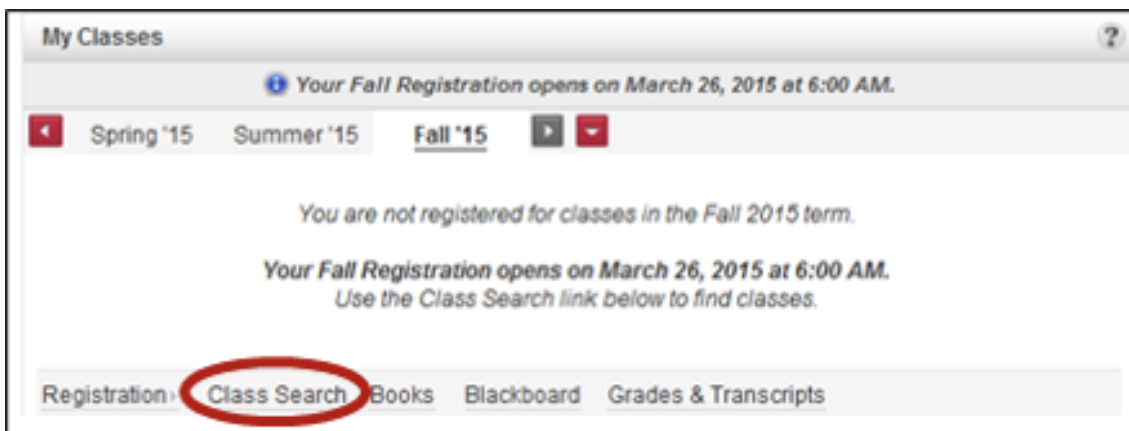 My Classes ?
Your Fall Registration opens on March 26, 2015 at 6:00 AM.
Spring '15 Summer '15 Fall '15
You are not registered for classes in the Fall 2015 term.
Your Fall Registration opens on March 26, 2015 at 6:00 AM.
Use the Class Search link below to find classes.
Registration Class Search Books Blackboard Grades & Transcripts